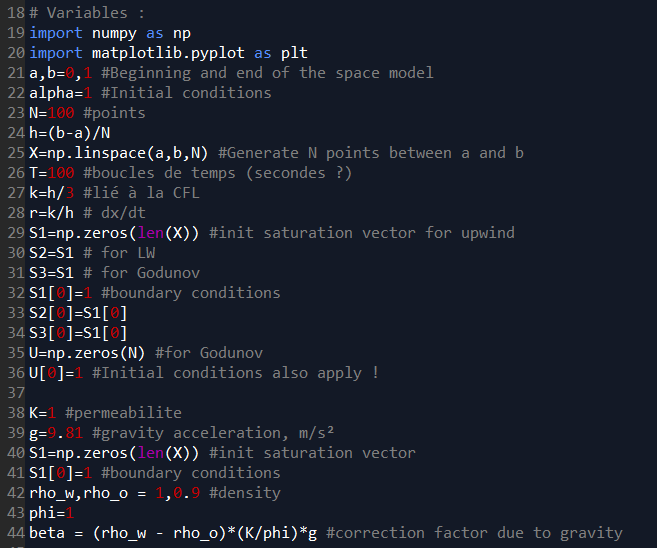 18 # Variables :
19 import numpy as np
20 import matplotlib.pyplot as plt
21 a,b=0,1 #Beginning and end of the space model
22 alpha=1 #Initial conditions
23 N=100 #points
24 h=(b-a)/N
25 X=np.linspace(a,b,N) #Generate N points between a and b
26 T=100 #boucles de temps (secondes ?)
27 k=h/3 #lié à la CFL
28 r=k/h # dx/dt
29 S1=np.zeros(len(X)) #init saturation vector for upwind
30 S2=S1 # for LW
31 S3=S1 # for Godunov
32 S1[0]=1 #boundary conditions
33 S2[0]=S1[0]
34 S3[0]=S1[0]
35 U=np.zeros(N) #for Godunov
36 U[0]=1 #Initial conditions also apply !
37
38 K=1 #permeabilite
39 g=9.81 #gravity acceleration, m/s²
40 S1=np.zeros(len(X)) #init saturation vector
41 S1[0]=1 #boundary conditions
42 rho_w,rho_o = 1,0.9 #density
43 phi=1
44 beta = (rho_w - rho_o)*(K/phi)*g #correction factor due to gravity